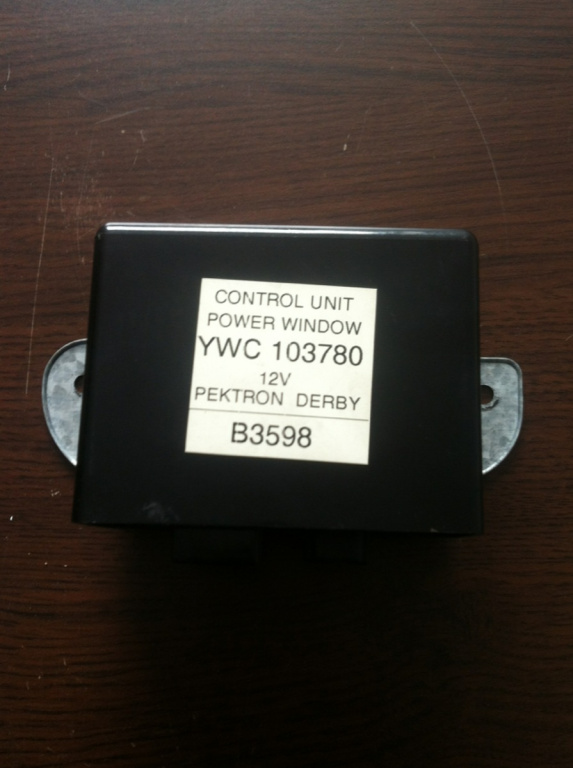 CONTROL UNIT
POWER WINDOW
YWC 103780
12V
PEKTRON DERBY
B3598